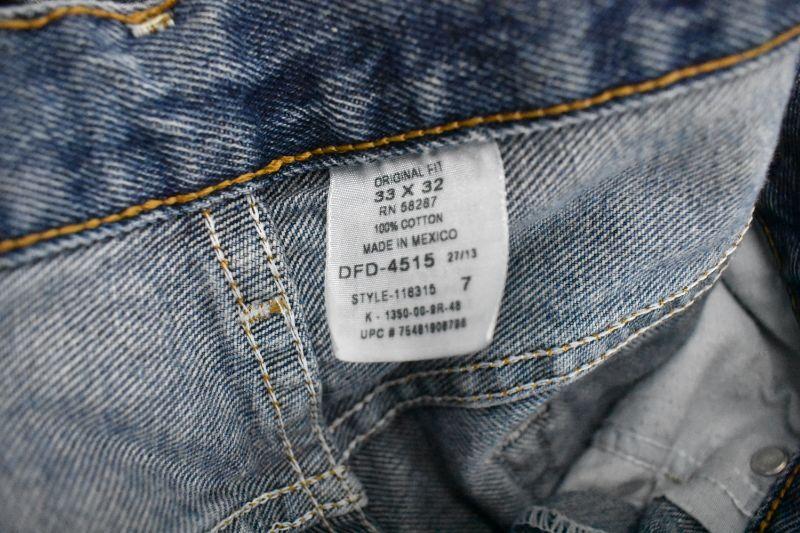 ORIGINAL FIT
33 X 32
RN 58287
100% COTTON
MADE IN MEXICO
DFD-4515 27/13
STYLE-118315 7
K - 1350-00-9R-48
UPC # 75481908786